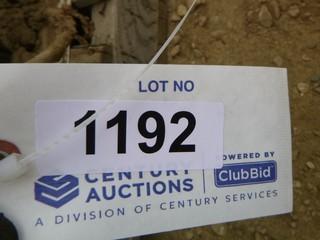 LOT NO
1192
CENTURY
AUCTIONS
POWERED BY
ClubBid
A DIVISION OF CENTURY SERVICES